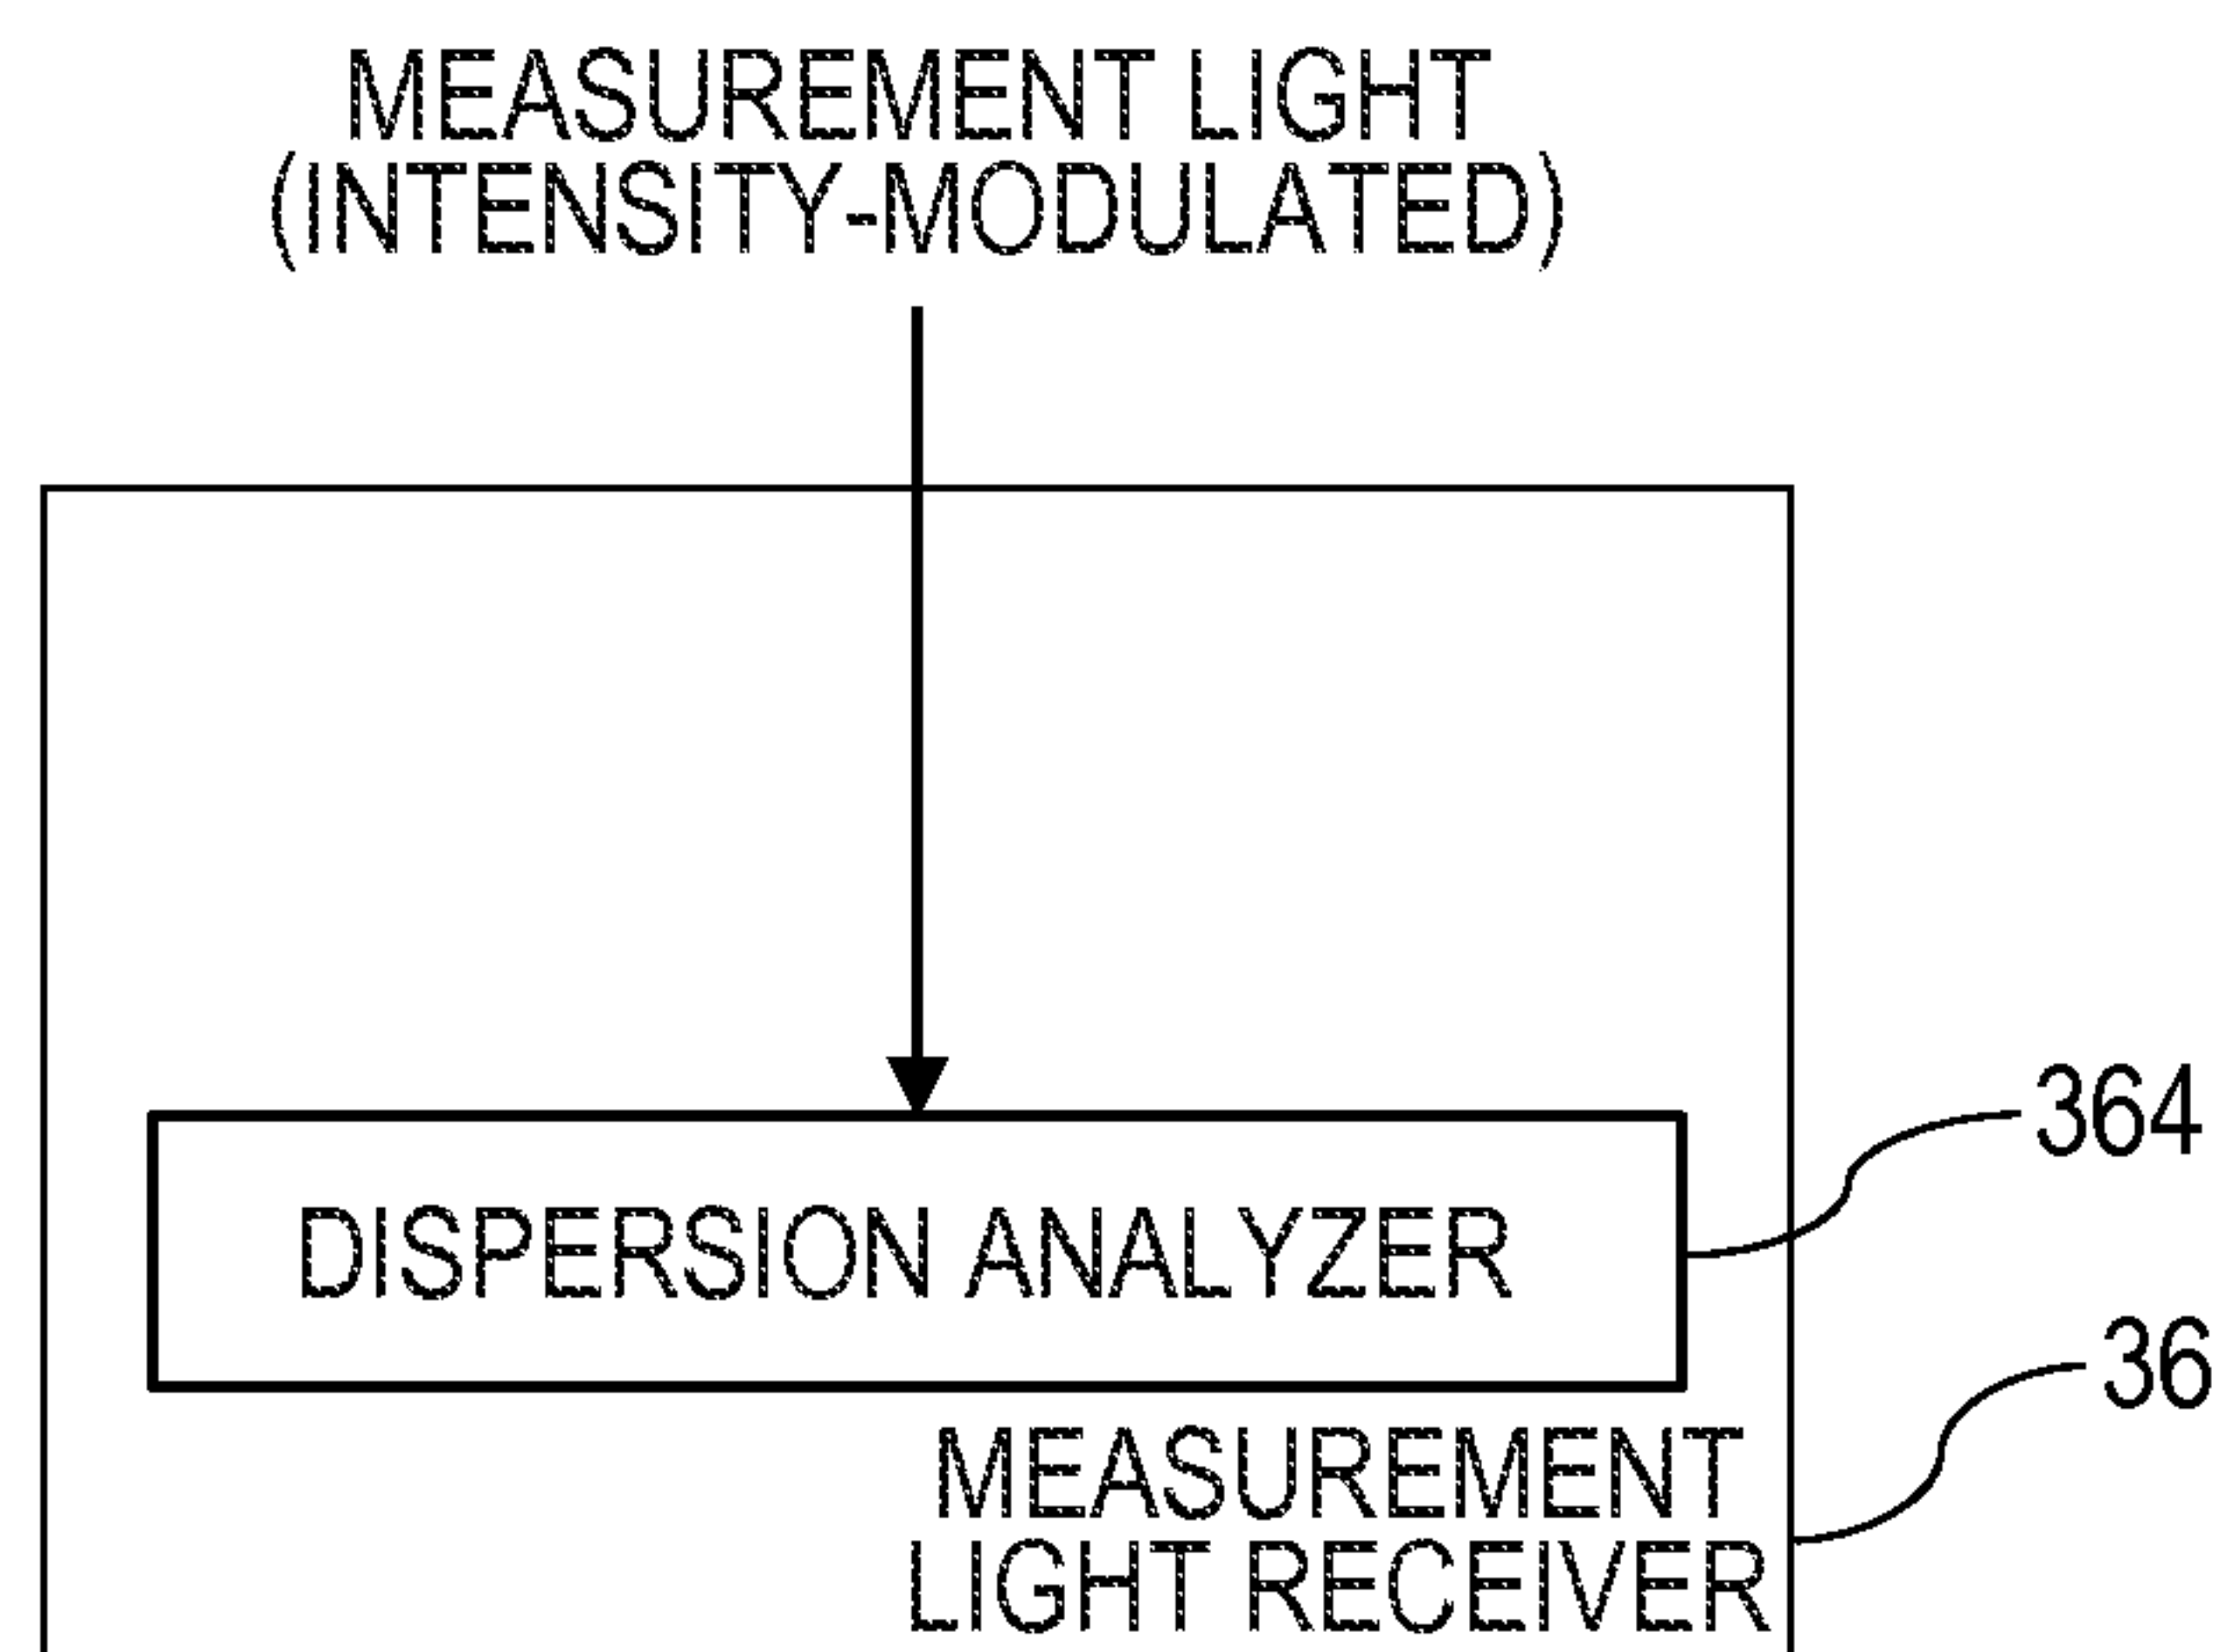 MEASUREMENT LIGHT
(INTENSITY-MODULATED)
364
DISPERSION ANALYZER
36
MEASUREMENT
LIGHT RECEIVER